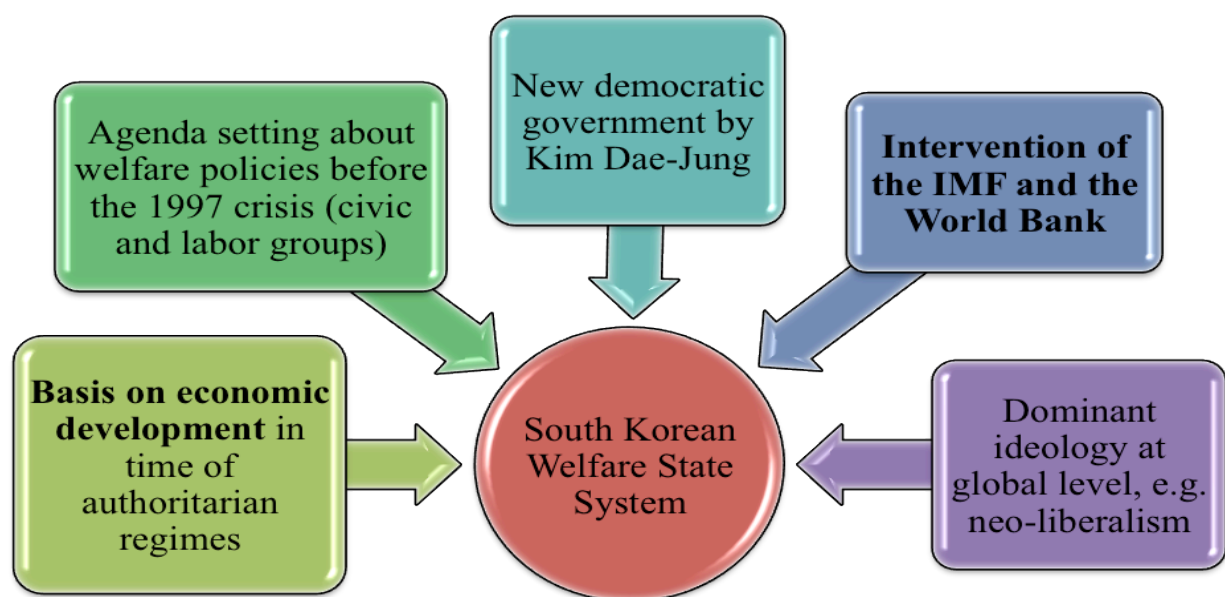 Agenda setting about
welfare policies before
the 1997 crisis (civic
and labor groups)
New democratic
government by
Kim Dae-Jung
Intervention of
the IMF and the
World Bank
Basis on economic
development in
time of
authoritarian
regimes
South Korean
Welfare State
System
Dominant
ideology at
global level, e.g.
neo-liberalism